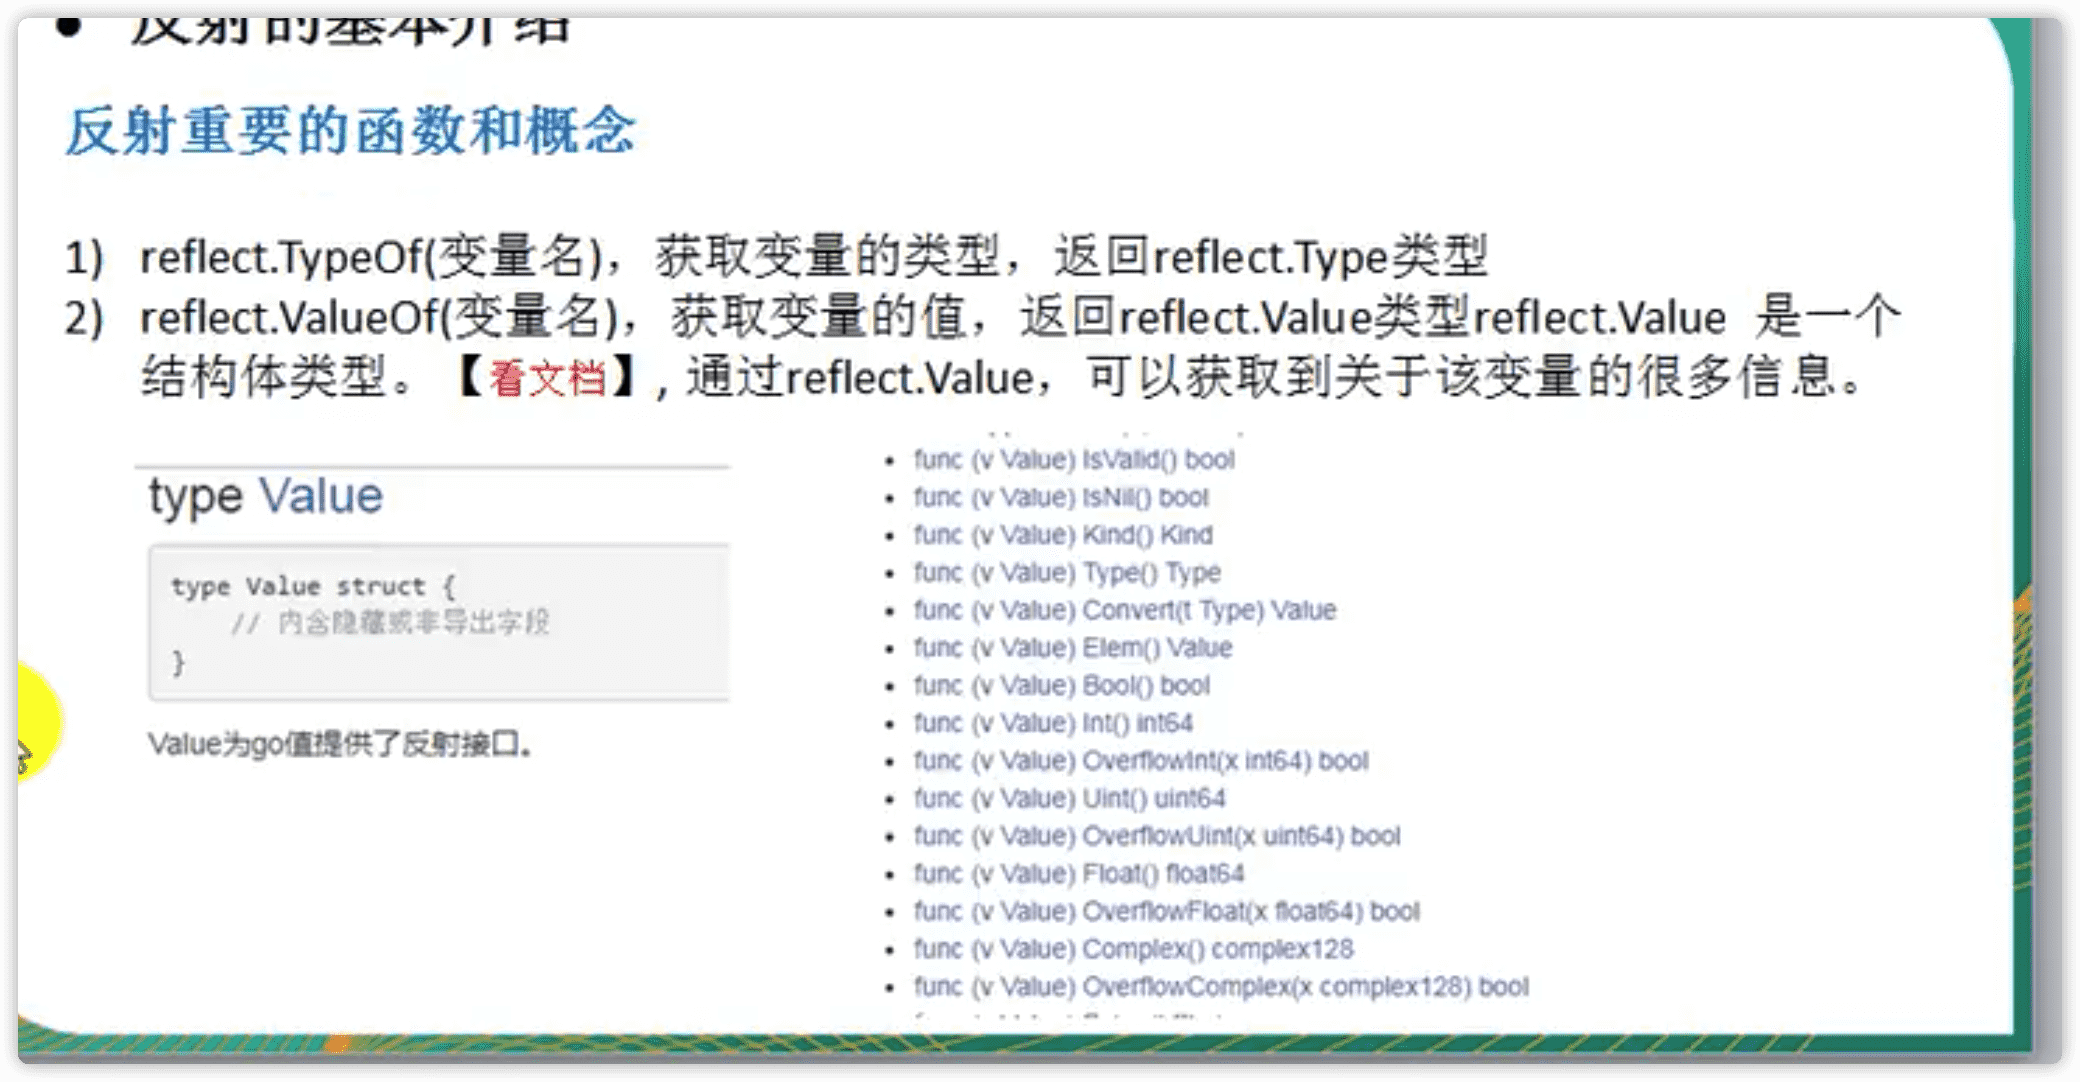 ● 反射的基本介绍
反射重要的函数和概念
1) reflect.TypeOf(变量名)，获取变量的类型，返回reflect.Type类型
2) reflect.ValueOf(变量名)，获取变量的值，返回reflect.Value类型reflect.Value 是一个
结构体类型。【看文档】, 通过reflect.Value，可以获取到关于该变量的很多信息。
type Value
type Value struct {
// 内含隐藏或非导出字段
}
Value为go值提供了反射接口。
• func (v Value) IsValid() bool
• func (v Value) IsNil() bool
• func (v Value) Kind() Kind
• func (v Value) Type() Type
• func (v Value) Convert(t Type) Value
• func (v Value) Elem() Value
• func (v Value) Bool() bool
• func (v Value) Int() int64
• func (v Value) OverflowInt(x int64) bool
• func (v Value) Uint() uint64
• func (v Value) OverflowUint(x uint64) bool
• func (v Value) Float() float64
• func (v Value) OverflowFloat(x float64) bool
• func (v Value) Complex() complex128
• func (v Value) OverflowComplex(x complex128) bool